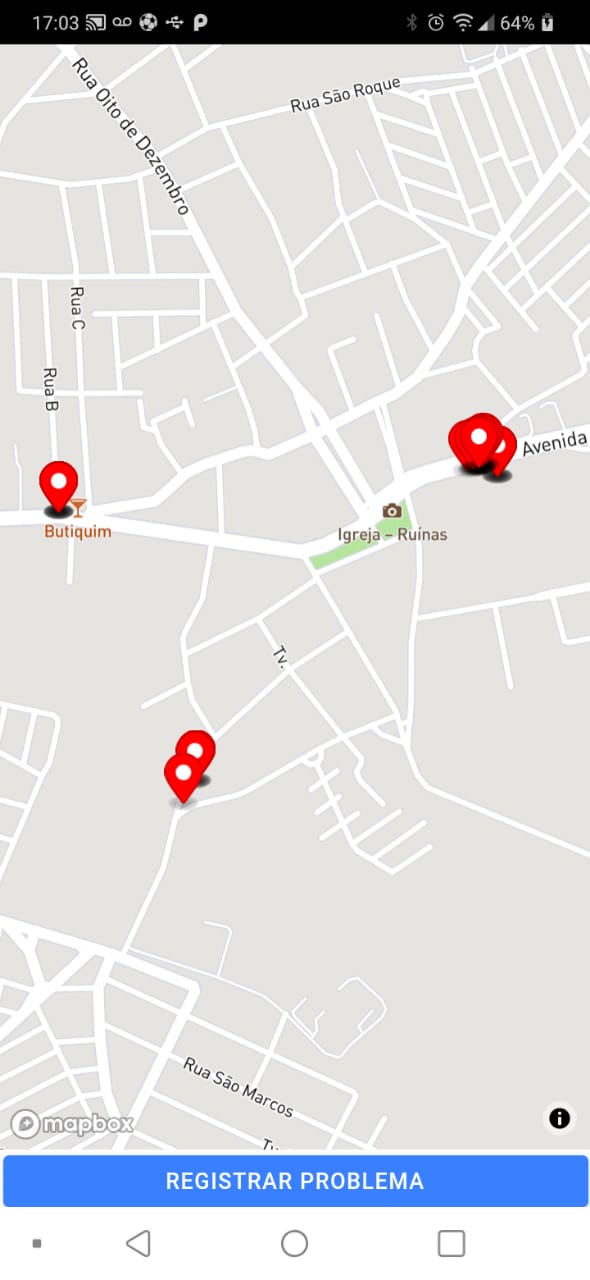 17:03
64%
Rua Oito de Dezembro
Rua São Roque
Rua C
Rua B
Avenida
Butiquim
Igreja – Ruínas
Tv.
Rua São Marcos
mapbox
REGISTRAR PROBLEMA